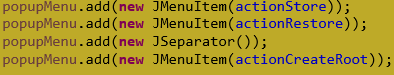 popupMenu.add(new JMenuItem(actionStore));
popupMenu.add(new JMenuItem(actionRestore));
popupMenu.add(new JSeparator());
popupMenu.add(new JMenuItem(actionCreateRoot));